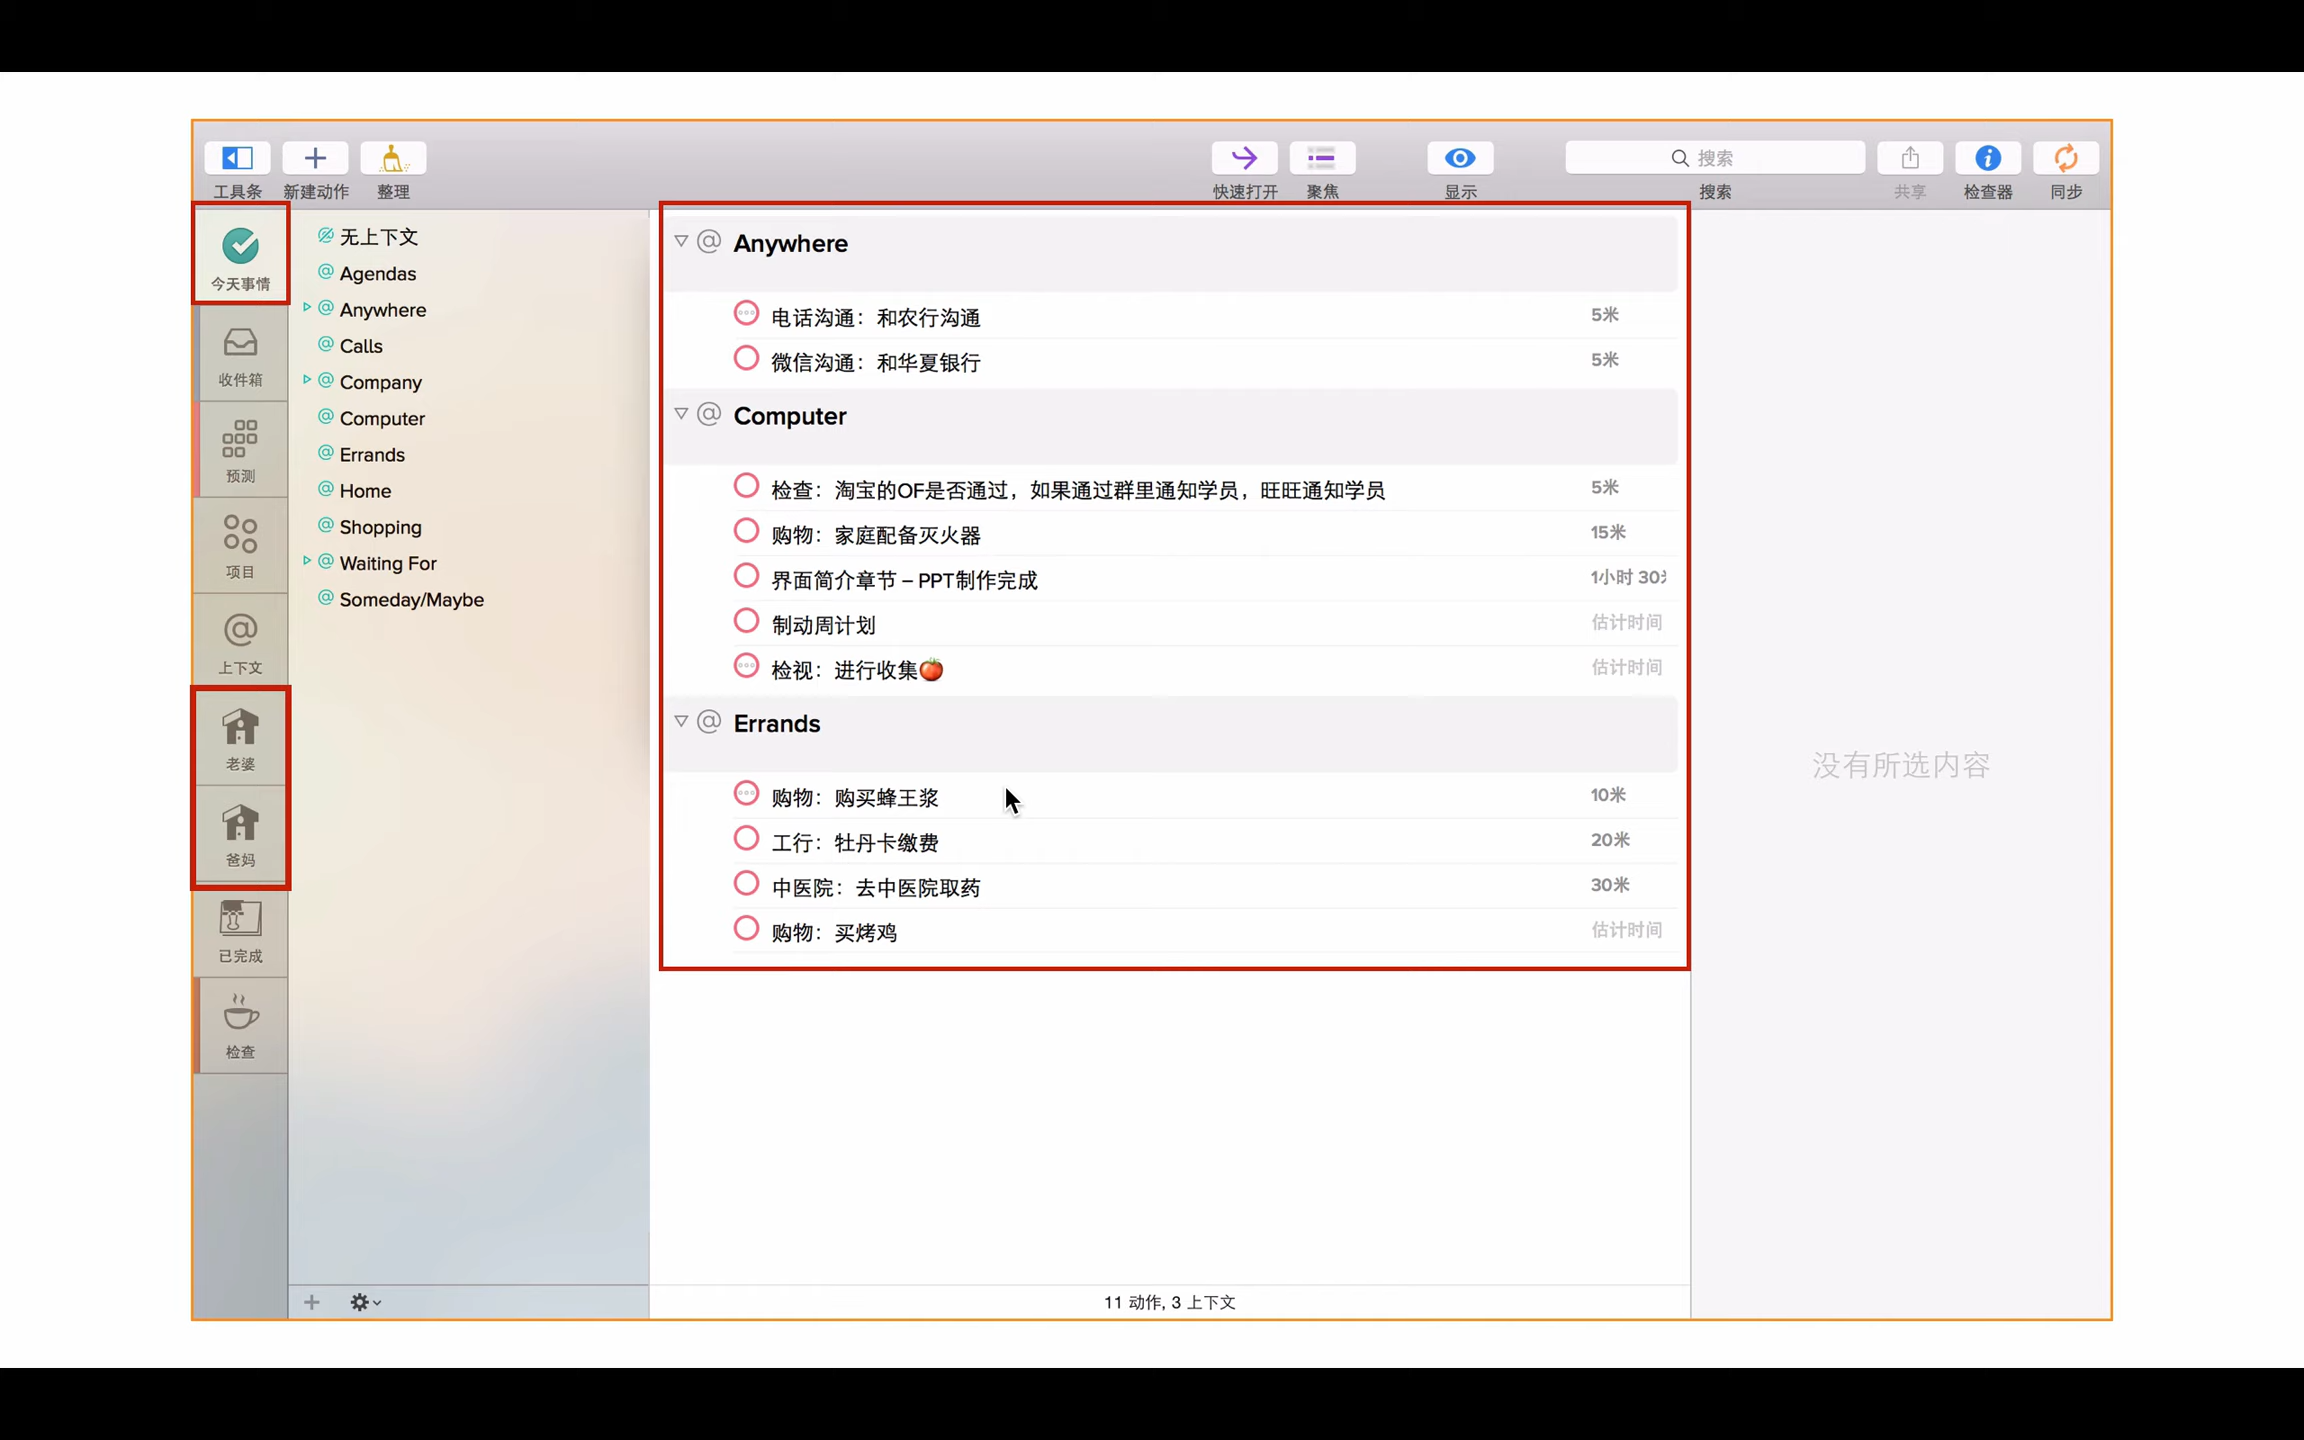 工具条
新建动作
整理
快速打开
聚焦
显示
搜索
搜索
共享
检查器
同步
今天事情
收件箱
预测
项目
上下文
老婆
爸妈
已完成
检查
无上下文
Agendas
Anywhere
Calls
Company
Computer
Errands
Home
Shopping
Waiting For
Someday/Maybe
Anywhere
电话沟通：和农行沟通 5米
微信沟通：和华夏银行 5米
Computer
检查：淘宝的OF是否通过，如果通过群里通知学员，旺旺通知学员 5米
购物：家庭配备灭火器 15米
界面简介章节 – PPT制作完成 1小时 30
制动周计划 估计时间
检视：进行收集🍅 估计时间
Errands
购物：购买蜂王浆 10米
工行：牡丹卡缴费 20米
中医院：去中医院取药 30米
购物：买烤鸡 估计时间
11 动作, 3 上下文
没有所选内容